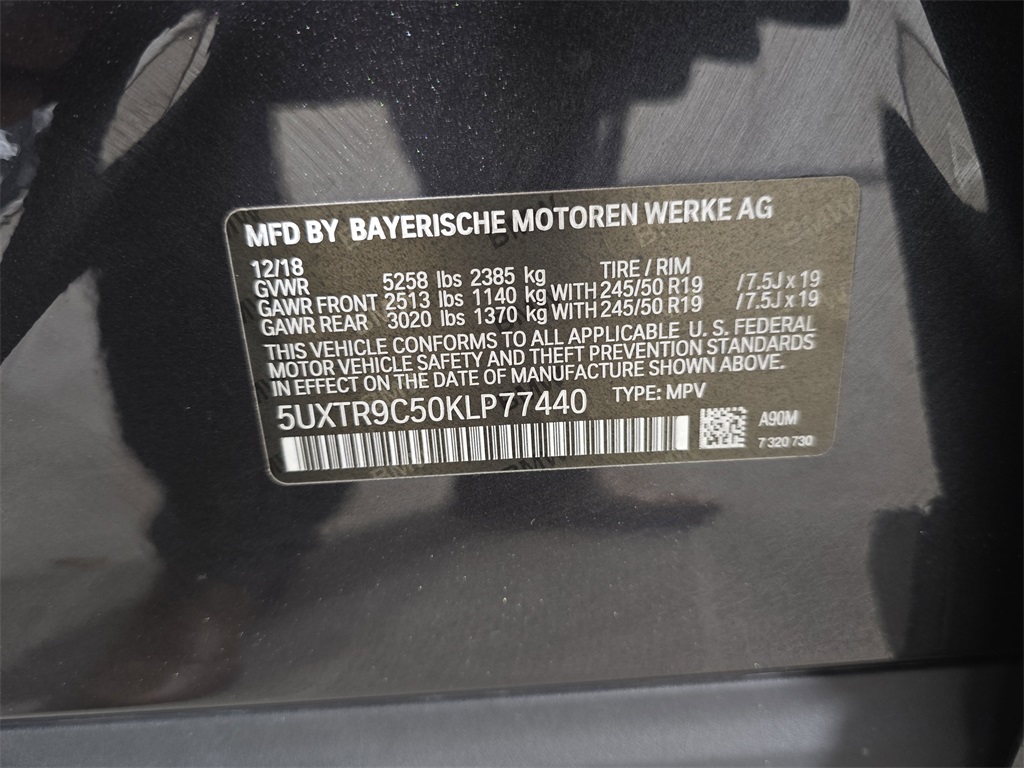 MFD BY BAYERISCHE MOTOREN WERKE AG
12/18 TIRE / RIM
GVWR 5258 lbs 2385 kg
GAWR FRONT 2513 lbs 1140 kg WITH 245/50 R19 /7.5J x 19
GAWR REAR 3020 lbs 1370 kg WITH 245/50 R19 /7.5J x 19
THIS VEHICLE CONFORMS TO ALL APPLICABLE U. S. FEDERAL
MOTOR VEHICLE SAFETY AND THEFT PREVENTION STANDARDS
IN EFFECT ON THE DATE OF MANUFACTURE SHOWN ABOVE.
5UXTR9C50KLP77440 TYPE: MPV
A90M
7 320 730